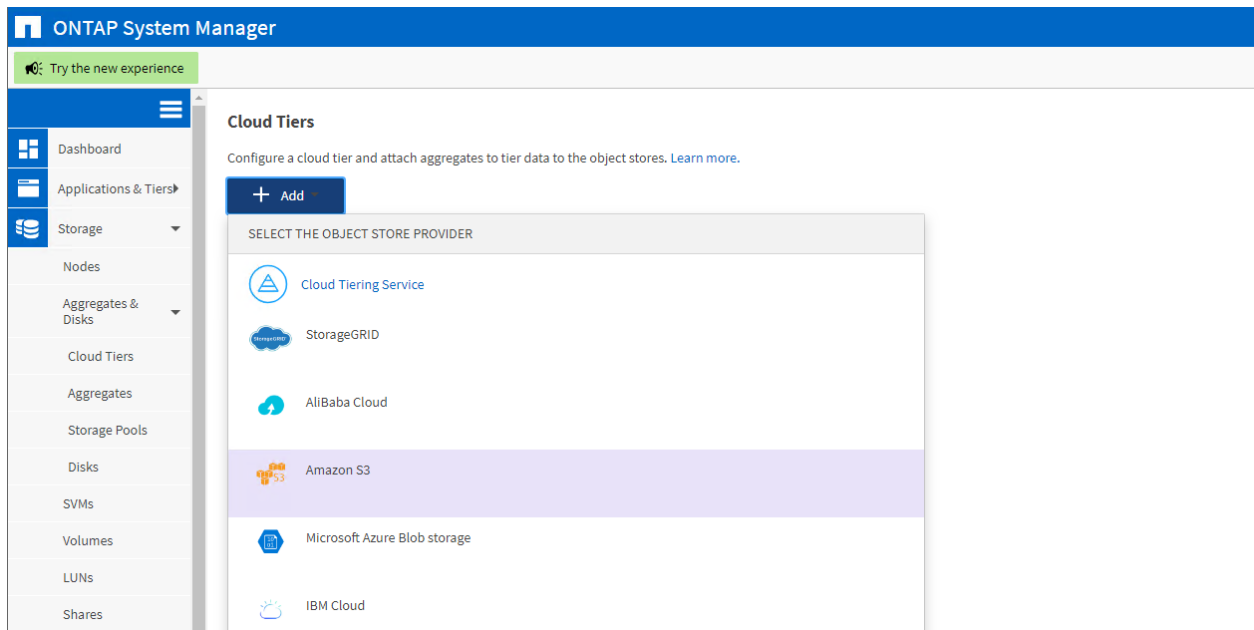 ONTAP System Manager
Try the new experience
Dashboard
Applications & Tiers
Storage
Nodes
Aggregates &
Disks
Cloud Tiers
Aggregates
Storage Pools
Disks
SVMs
Volumes
LUNs
Shares
Cloud Tiers
Configure a cloud tier and attach aggregates to tier data to the object stores. Learn more.
+ Add
SELECT THE OBJECT STORE PROVIDER
Cloud Tiering Service
StorageGRID
StorageGRID
AliBaba Cloud
S3
Amazon S3
Microsoft Azure Blob storage
IBM Cloud